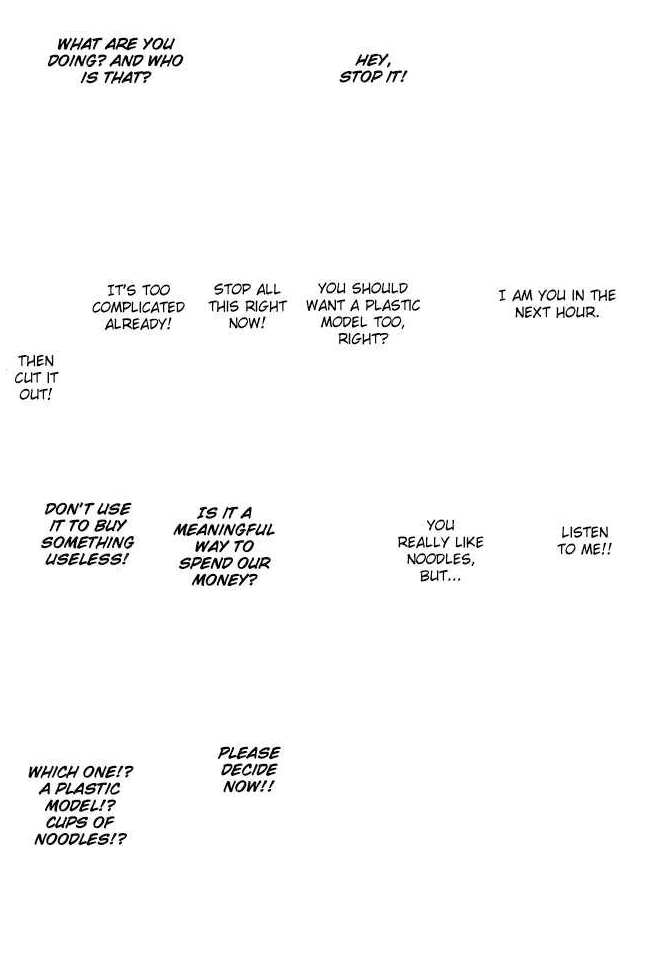 HEY,
STOP IT!
WHAT ARE YOU
DOING? AND WHO
IS THAT?
I AM YOU IN THE
NEXT HOUR.
YOU SHOULD
WANT A PLASTIC
MODEL TOO,
RIGHT?
STOP ALL
THIS RIGHT
NOW!
IT'S TOO
COMPLICATED
ALREADY!
THEN
CUT IT
OUT!
LISTEN
TO ME!!
YOU
REALLY LIKE
NOODLES,
BUT...
IS IT A
MEANINGFUL
WAY TO
SPEND OUR
MONEY?
DON'T USE
IT TO BUY
SOMETHING
USELESS!
PLEASE
DECIDE
NOW!!
WHICH ONE!?
A PLASTIC
MODEL!?
CUPS OF
NOODLES!?